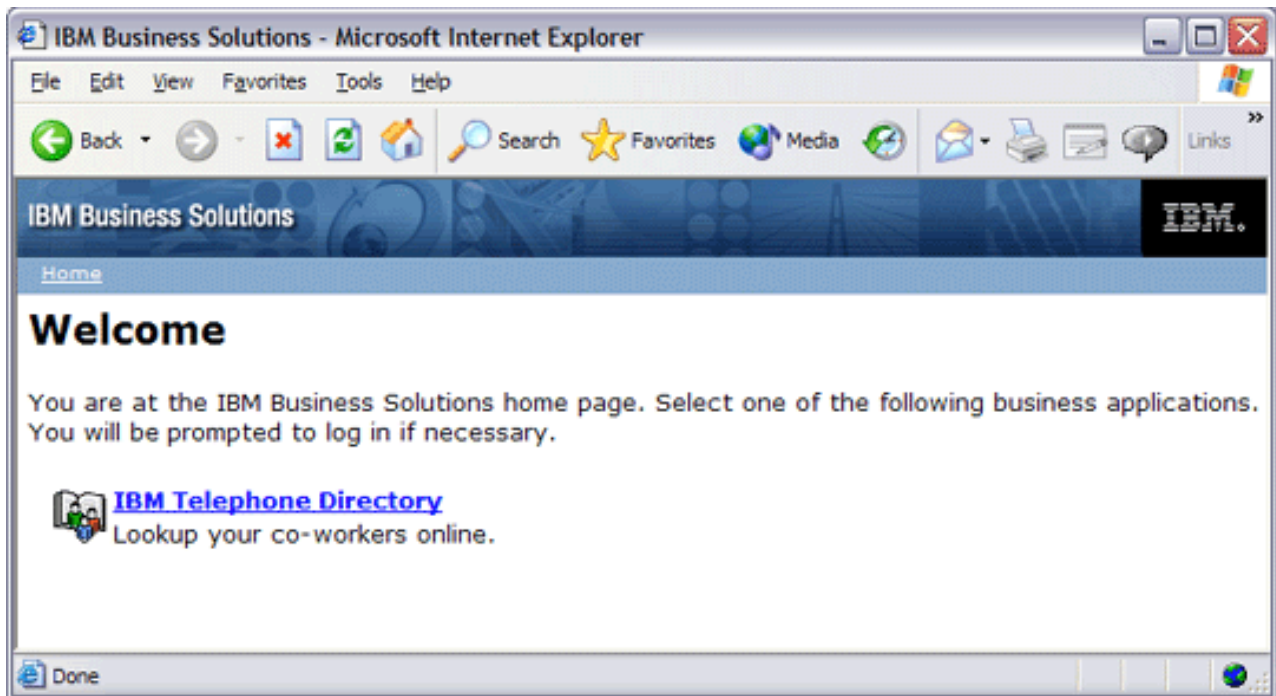 IBM Business Solutions - Microsoft Internet Explorer
File Edit View Favorites Tools Help
Back Search Favorites Media Links »
IBM Business Solutions IBM.
Home
Welcome
You are at the IBM Business Solutions home page. Select one of the following business applications.
You will be prompted to log in if necessary.
IBM Telephone Directory
Lookup your co-workers online.
Done